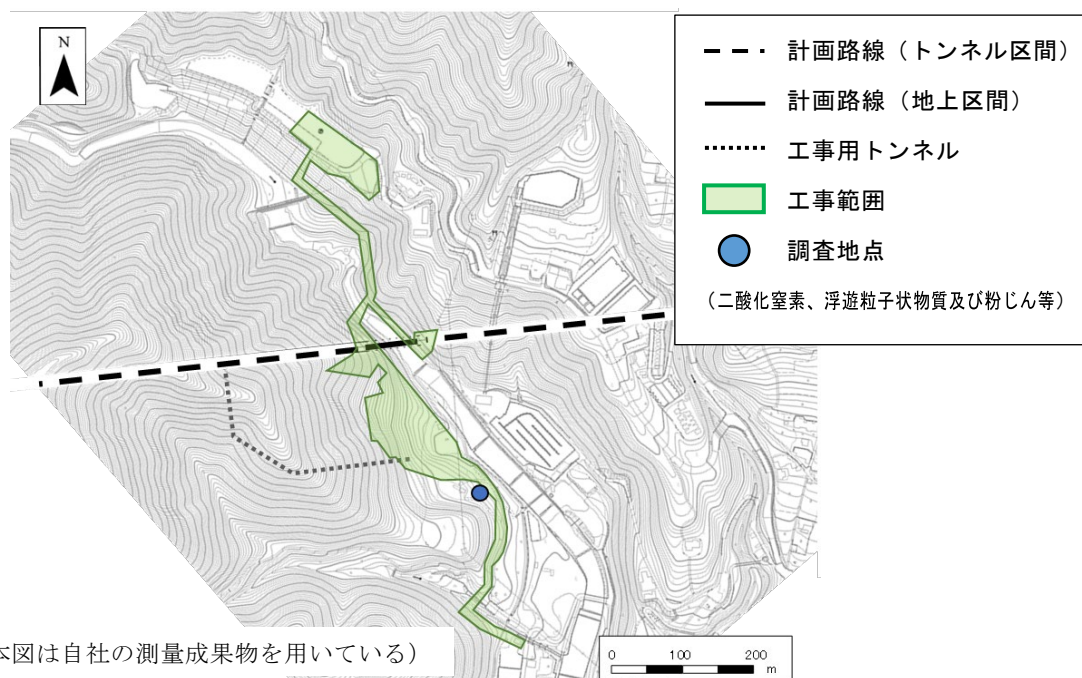 N
計画路線（トンネル区間）
計画路線（地上区間）
工事用トンネル
工事範囲
調査地点
（二酸化窒素、浮遊粒子状物質及び粉じん等）
本図は自社の測量成果物を用いている）
0 100 200
m